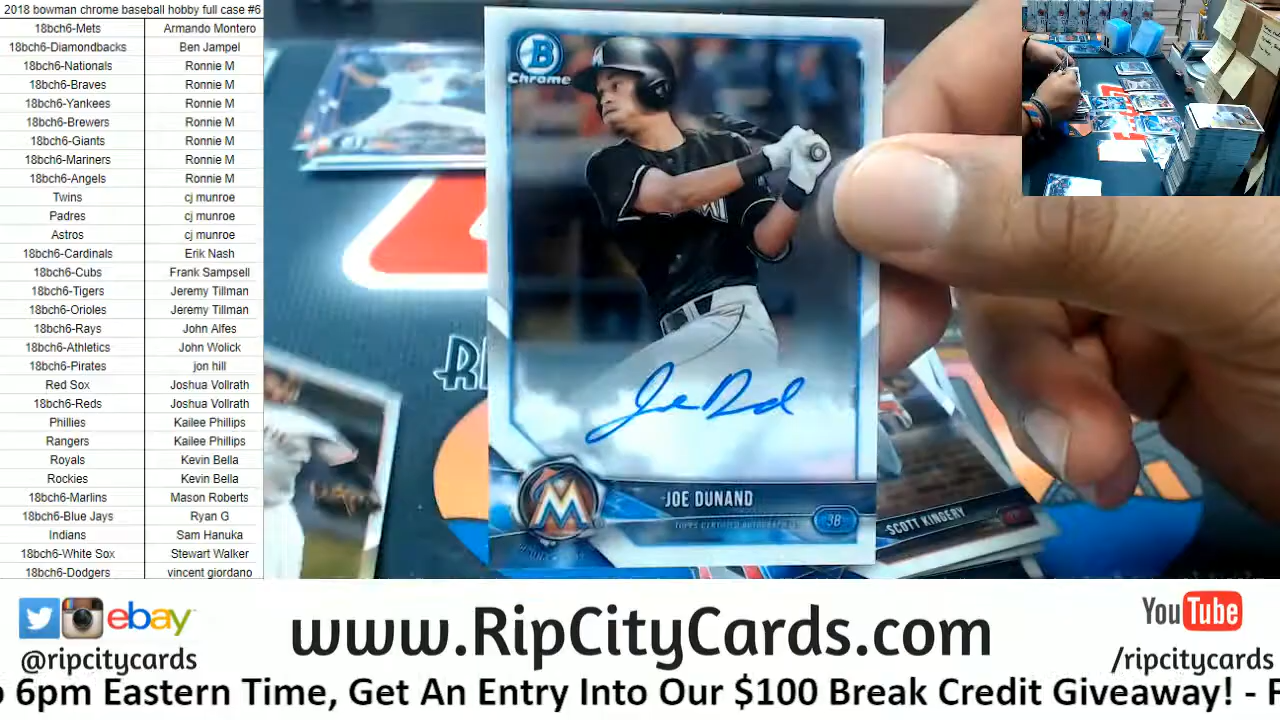 2018 bowman chrome baseball hobby full case #6
18bch6-Mets Armando Montero
18bch6-Diamondbacks Ben Jampel
18bch6-Nationals Ronnie M
18bch6-Braves Ronnie M
18bch6-Yankees Ronnie M
18bch6-Brewers Ronnie M
18bch6-Giants Ronnie M
18bch6-Mariners Ronnie M
18bch6-Angels Ronnie M
Twins cj munroe
Padres cj munroe
Astros cj munroe
18bch6-Cardinals Erik Nash
18bch6-Cubs Frank Sampsell
18bch6-Tigers Jeremy Tillman
18bch6-Orioles Jeremy Tillman
18bch6-Rays John Alfes
18bch6-Athletics John Wolick
18bch6-Pirates jon hill
Red Sox Joshua Vollrath
18bch6-Reds Joshua Vollrath
Phillies Kailee Phillips
Rangers Kailee Phillips
Royals Kevin Bella
Rockies Kevin Bella
18bch6-Marlins Mason Roberts
18bch6-Blue Jays Ryan G
Indians Sam Hanuka
18bch6-White Sox Stewart Walker
18bch6-Dodgers vincent giordano
B
Chrome
M
JOE DUNAND
TOPPS CERTIFIED AUTOGRAPH ISSUE
3B
SCOTT KINGERY
ebay
@ripcitycards
www.RipCityCards.com
YouTube
/ripcitycards
6pm Eastern Time, Get An Entry Into Our $100 Break Credit Giveaway! - F